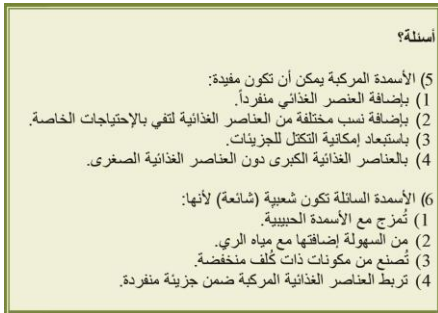 أسئلة؟
5) الأسمدة المركبة يمكن أن تكون مفيدة:
1) بإضافة العنصر الغذائي منفرداً.
2) بإضافة نسب مختلفة من العناصر الغذائية لتفي بالإحتياجات الخاصة.
3) باستبعاد إمكانية التكتل للجزيئات.
4) بالعناصر الغذائية الكبرى دون العناصر الغذائية الصغرى.
6) الأسمدة السائلة تكون شعبية (شائعة) لأنها:
1) تُمزج مع الأسمدة الحبيبية.
2) من السهولة إضافتها مع مياه الري.
3) تُصنع من مكونات ذات كُلف منخفضة.
4) تربط العناصر الغذائية المركبة ضمن جزيئة منفردة.